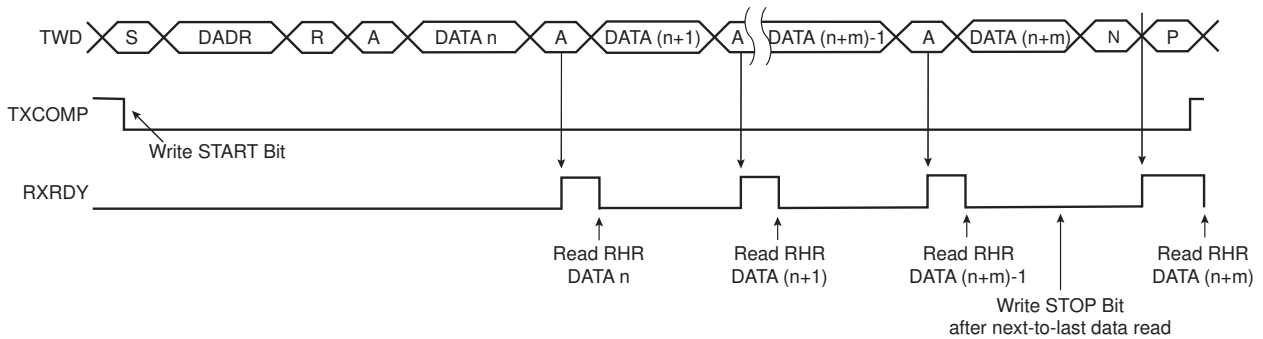 TWD S DADR R A DATA n A DATA (n+1) A DATA (n+m)-1 A DATA (n+m) N P
TXCOMP
Write START Bit
RXRDY
Read RHR
DATA n
Read RHR
DATA (n+1)
Read RHR
DATA (n+m)-1
Read RHR
DATA (n+m)
Write STOP Bit
after next-to-last data read